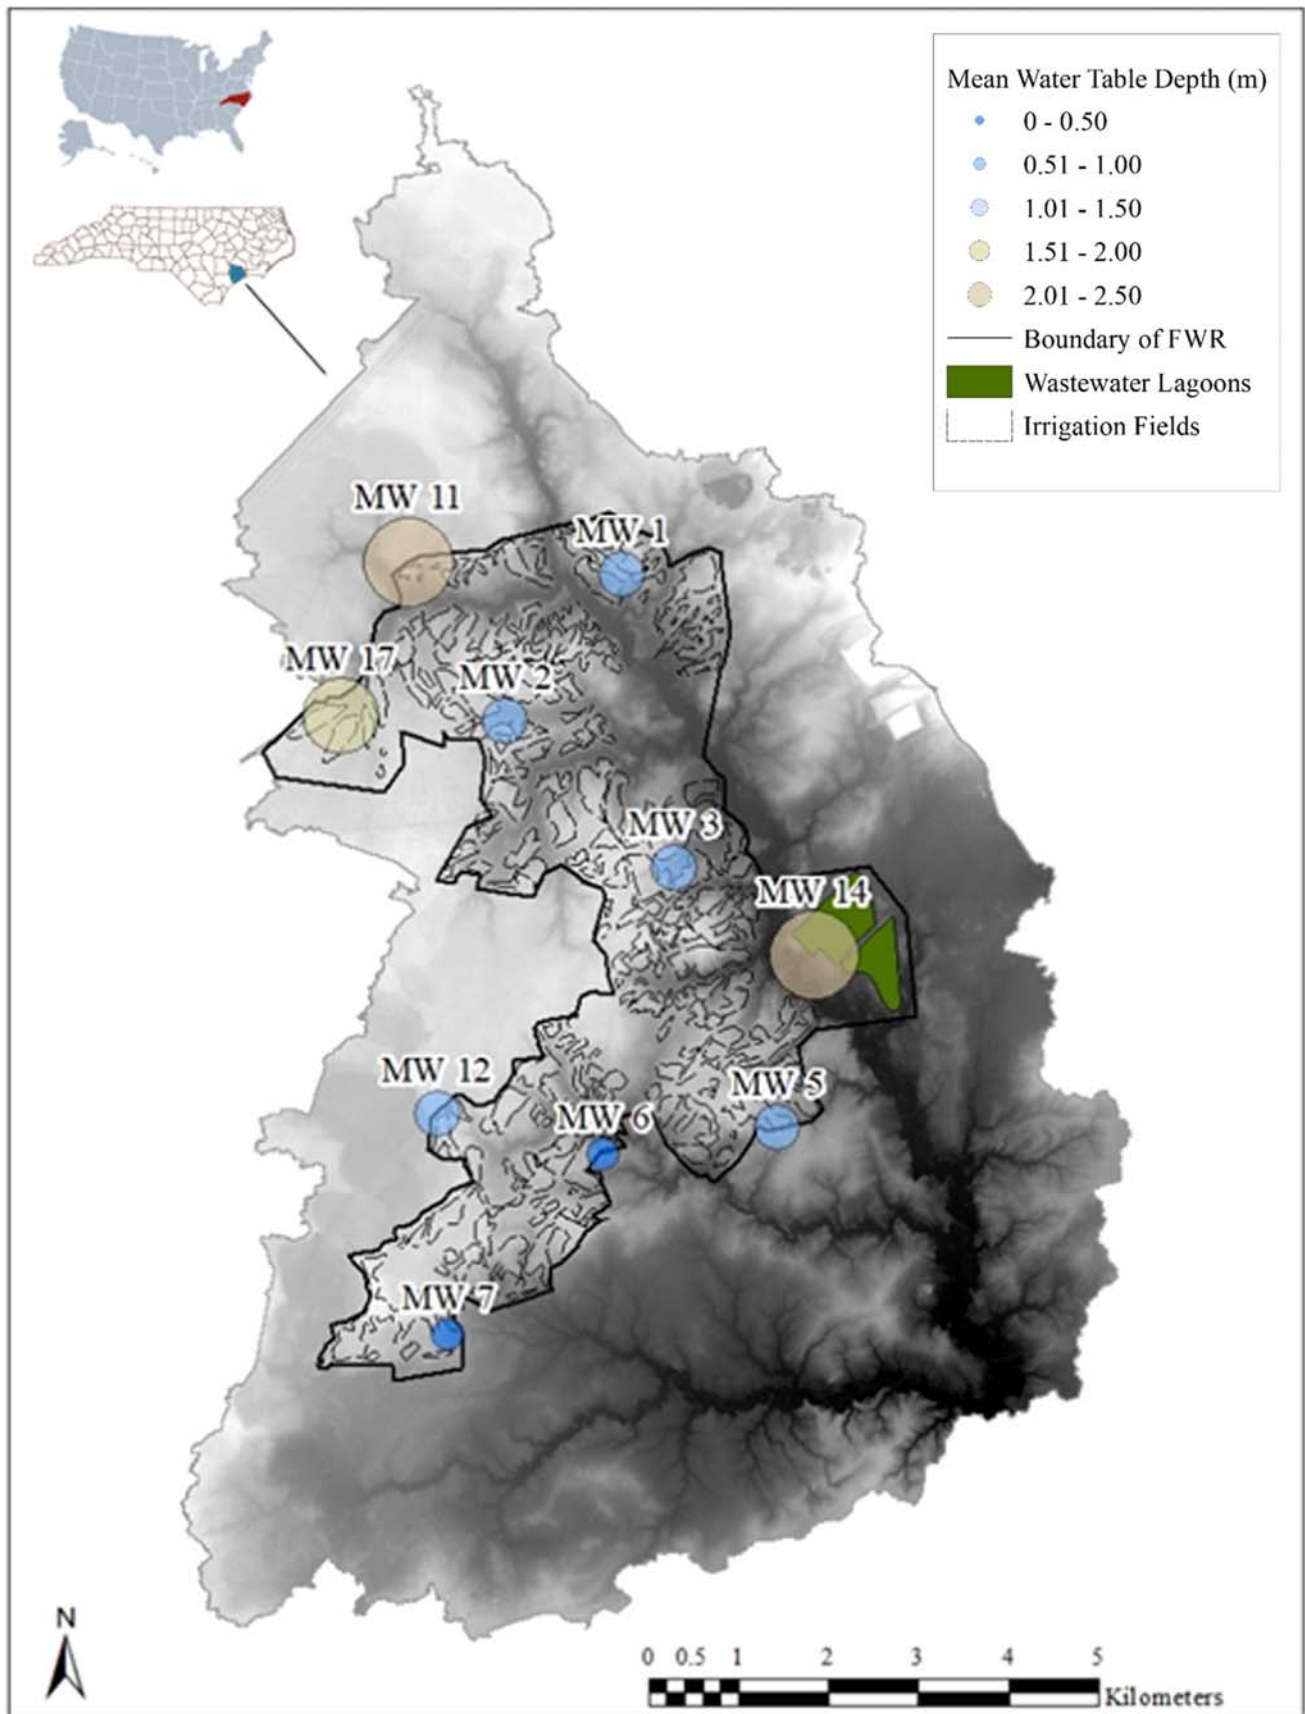 Mean Water Table Depth (m)
0 - 0.50
0.51 - 1.00
1.01 - 1.50
1.51 - 2.00
2.01 - 2.50
Boundary of FWR
Wastewater Lagoons
Irrigation Fields
MW 11
MW 1
MW 17
MW 2
MW 3
MW 14
MW 12
MW 5
MW 6
MW 7
N
0 0.5 1 2 3 4 5
Kilometers